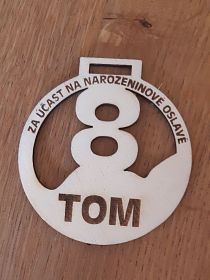 ZA ÚČAST NA NAROZENINOVÉ OSLAVĚ
8
TOM